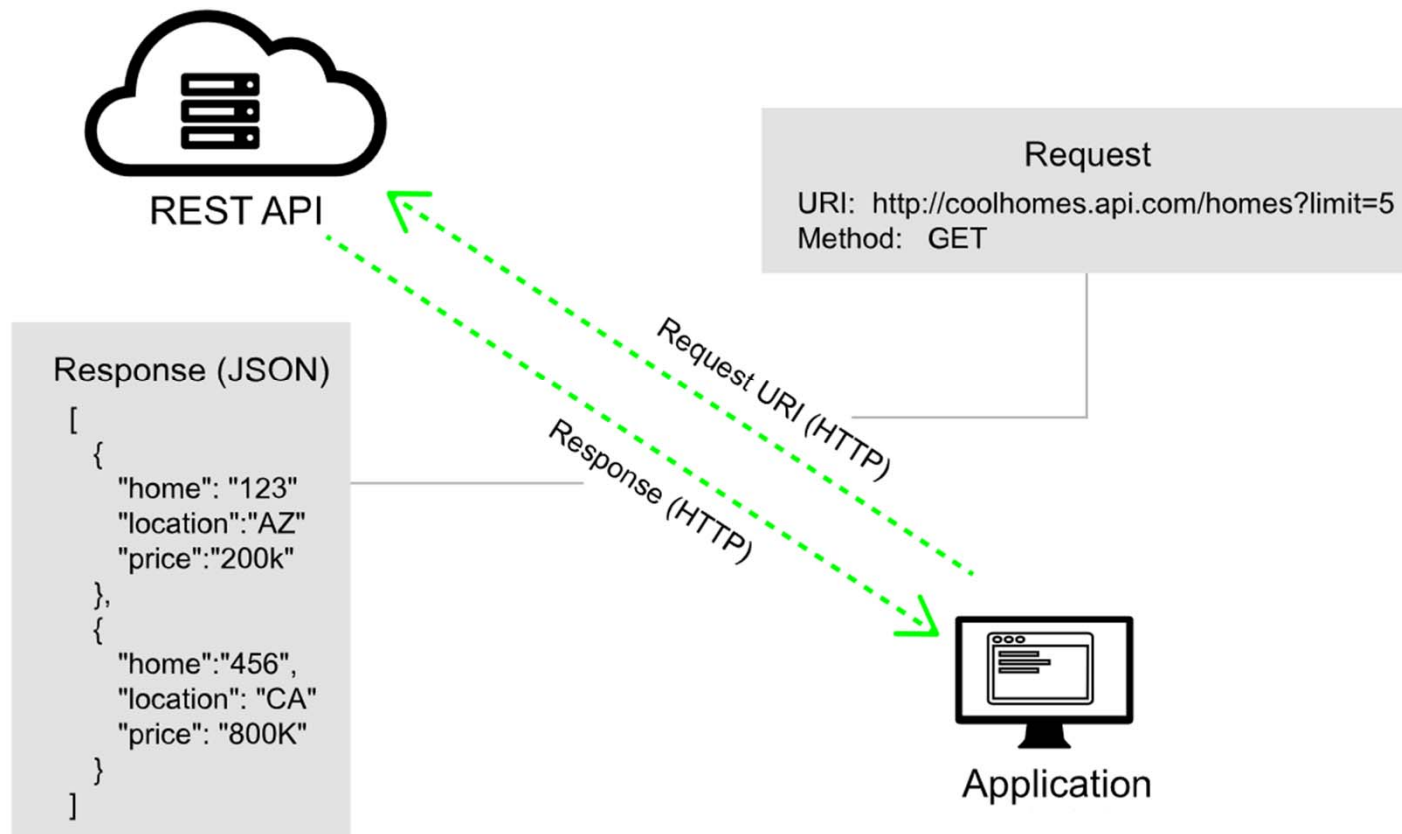 REST API
Request
URI: http://coolhomes.api.com/homes?limit=5
Method: GET
Request URI (HTTP)
Response (HTTP)
Response (JSON)
[
{
"home": "123"
"location":"AZ"
"price":"200k"
},
{
"home":"456",
"location": "CA"
"price": "800K"
}
]
Application